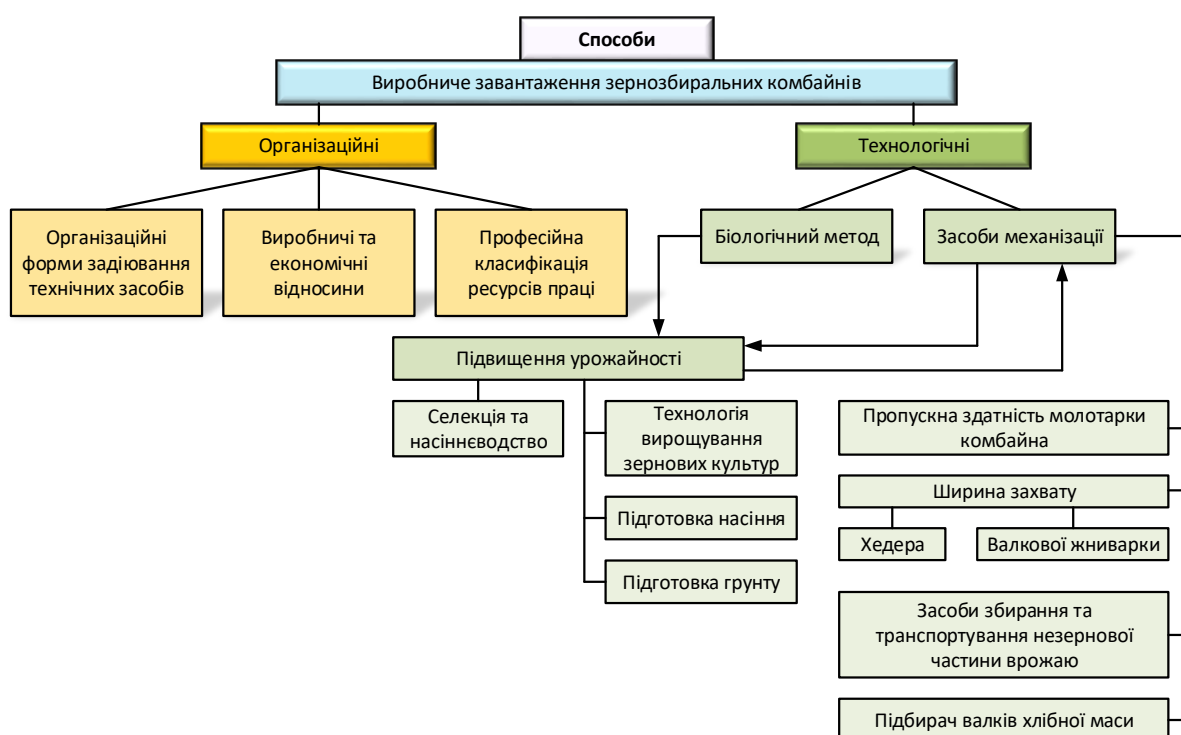 Способи
Виробниче завантаження зернозбиральних комбайнів
Організаційні
Технологічні
Організаційні
форми задіювання
технічних засобів
Виробничі та
економічні
відносини
Професійна
класифікація
ресурсів праці
Біологічний метод
Засоби механізації
Підвищення урожайності
Селекція та
насіннєводство
Технологія
вирощування
зернових культур
Підготовка насіння
Підготовка грунту
Пропускна здатність молотарки
комбайна
Ширина захвату
Хедера
Валкової жниварки
Засоби збирання та
транспортування незернової
частини врожаю
Підбирач валків хлібної маси